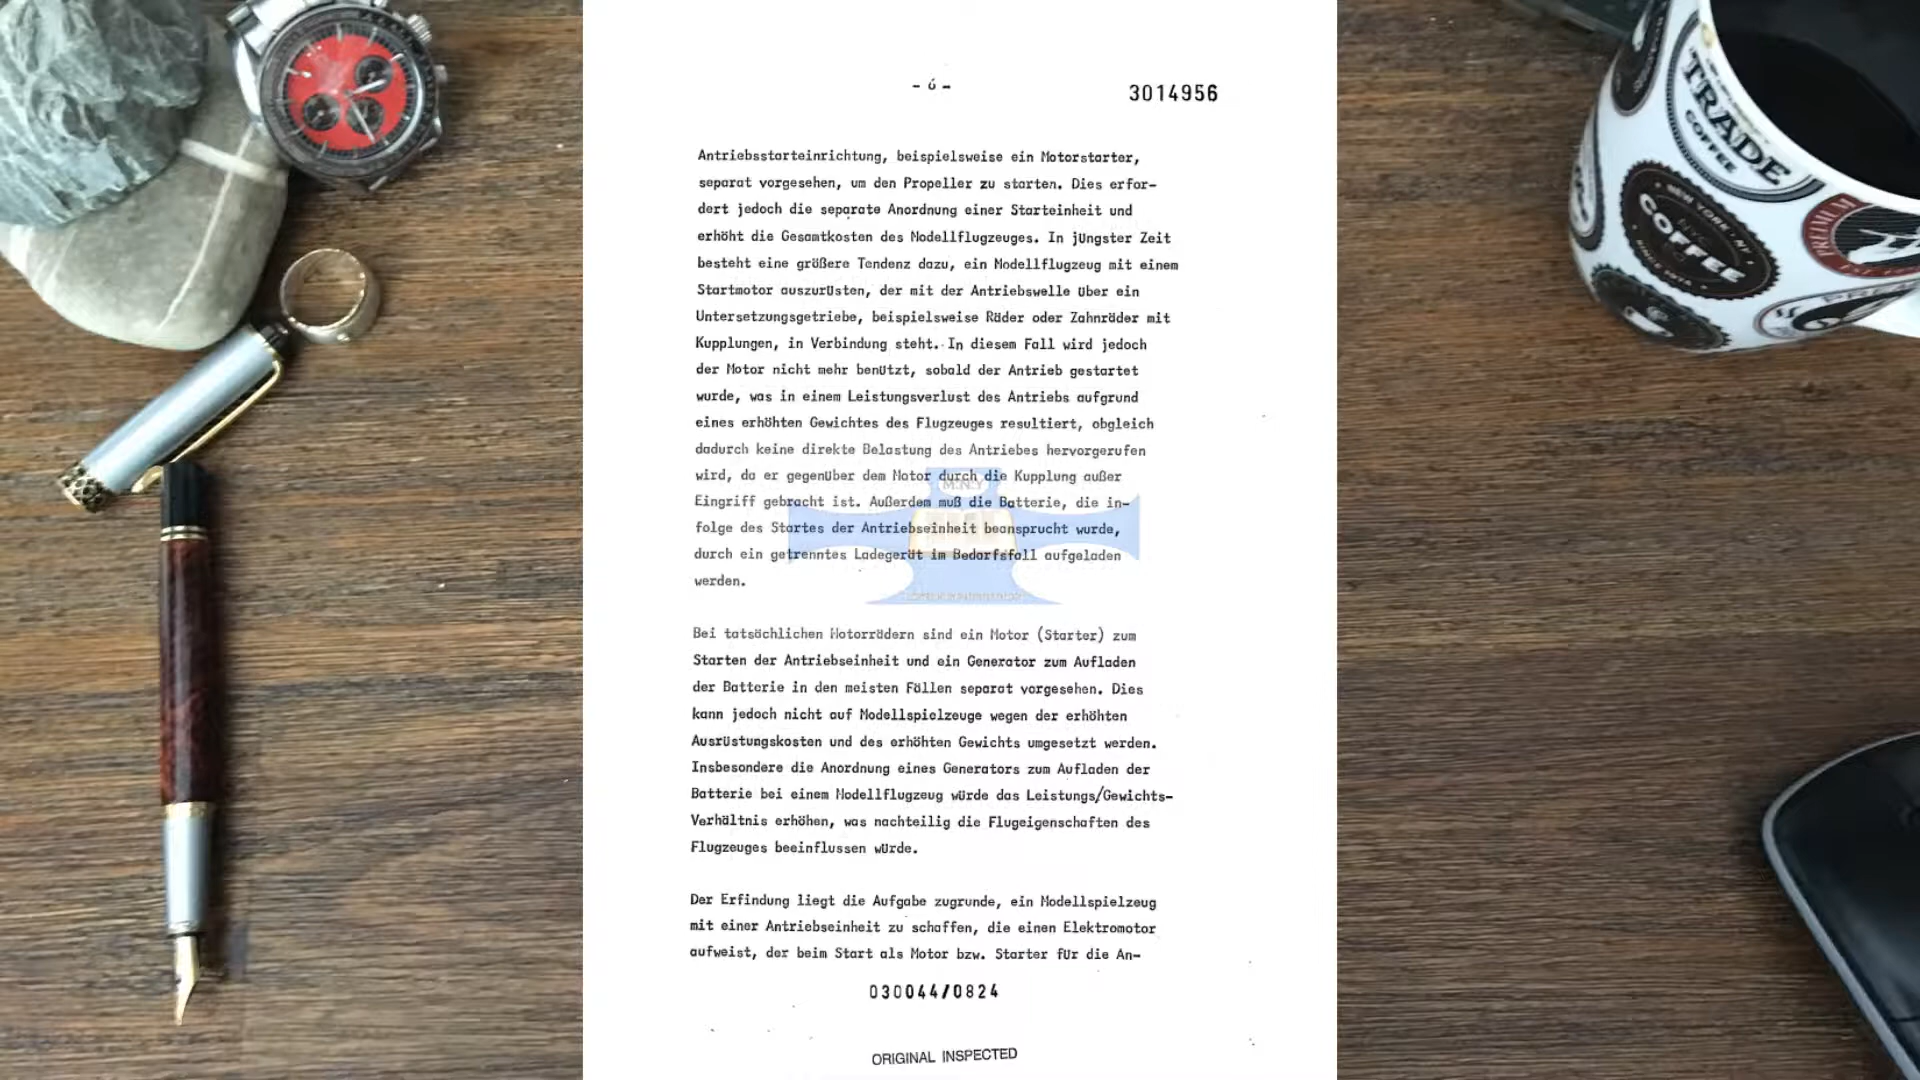 - 6 -
3014956
Antriebsstarteinrichtung, beispielsweise ein Motorstarter,
separat vorgesehen, um den Propeller zu starten. Dies erfor-
dert jedoch die separate Anordnung einer Starteinheit und
erhöht die Gesamtkosten des Modellflugzeuges. In jüngster Zeit
besteht eine größere Tendenz dazu, ein Modellflugzeug mit einem
Startmotor auszurüsten, der mit der Antriebswelle über ein
Untersetzungsgetriebe, beispielsweise Räder oder Zahnräder mit
Kupplungen, in Verbindung steht. In diesem Fall wird jedoch
der Motor nicht mehr benützt, sobald der Antrieb gestartet
wurde, was in einem Leistungsverlust des Antriebs aufgrund
eines erhöhten Gewichtes des Flugzeuges resultiert, obgleich
dadurch keine direkte Belastung des Antriebes hervorgerufen
wird, da er gegenüber dem Motor durch die Kupplung außer
Eingriff gebracht ist. Außerdem muß die Batterie, die in-
folge des Startes der Antriebseinheit beansprucht wurde,
durch ein getrenntes Ladegerät im Bedarfsfall aufgeladen
werden.
Bei tatsächlichen Motorrädern sind ein Motor (Starter) zum
Starten der Antriebseinheit und ein Generator zum Aufladen
der Batterie in den meisten Fällen separat vorgesehen. Dies
kann jedoch nicht auf Modellspielzeuge wegen der erhöhten
Ausrüstungskosten und des erhöhten Gewichts umgesetzt werden.
Insbesondere die Anordnung eines Generators zum Aufladen der
Batterie bei einem Modellflugzeug würde das Leistungs/Gewichts-
Verhältnis erhöhen, was nachteilig die Flugeigenschaften des
Flugzeuges beeinflussen würde.
Der Erfindung liegt die Aufgabe zugrunde, ein Modellspielzeug
mit einer Antriebseinheit zu schaffen, die einen Elektromotor
aufweist, der beim Start als Motor bzw. Starter für die An-
030044/0824
ORIGINAL INSPECTED
TRADE
COFFEE
NEW YORK
COFFEE
PREMIUM